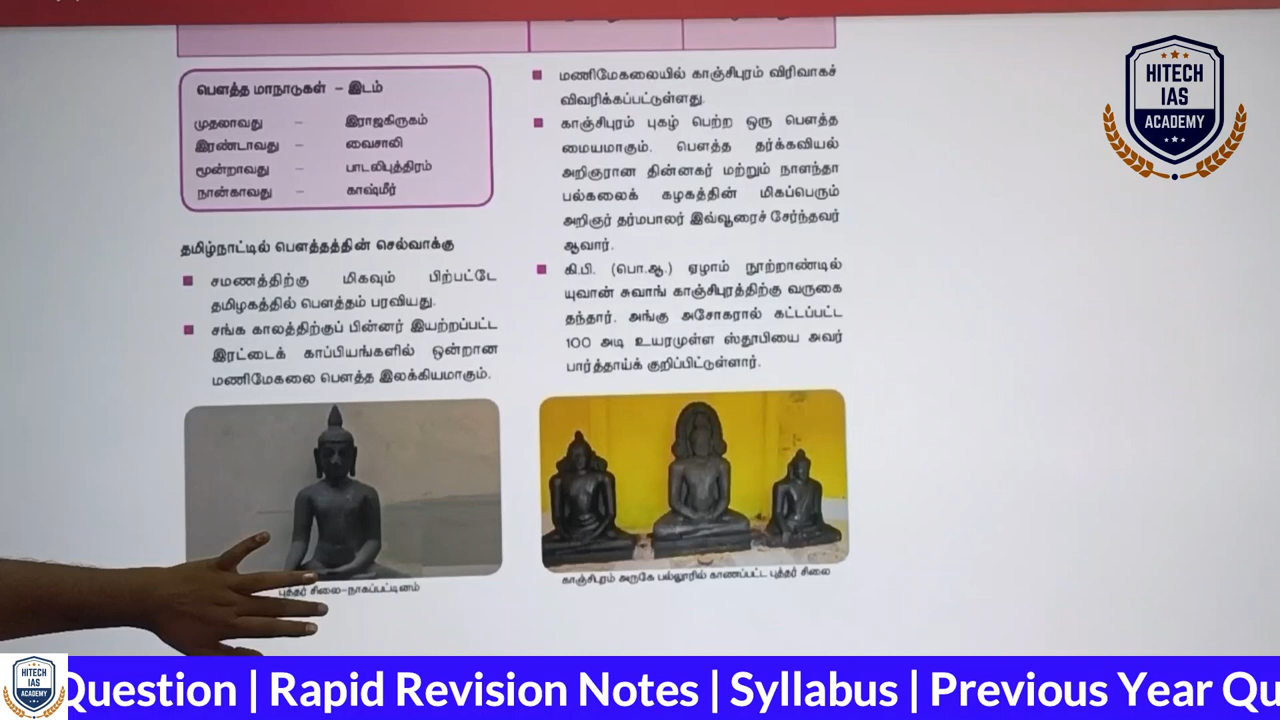 பௌத்த மாநாடுகள் – இடம்
முதலாவது – இராஜகிருகம்
இரண்டாவது – வைசாலி
மூன்றாவது – பாடலிபுத்திரம்
நான்காவது – காஷ்மீர்
தமிழ்நாட்டில் பௌத்தத்தின் செல்வாக்கு
சமணத்திற்கு மிகவும் பிற்பட்டே
தமிழகத்தில் பௌத்தம் பரவியது.
சங்க காலத்திற்குப் பின்னர் இயற்றப்பட்ட
இரட்டைக் காப்பியங்களில் ஒன்றான
மணிமேகலை பௌத்த இலக்கியமாகும்.
புத்தர் சிலை-நாகப்பட்டினம்
மணிமேகலையில் காஞ்சிபுரம் விரிவாகச்
விவரிக்கப்பட்டுள்ளது.
காஞ்சிபுரம் புகழ் பெற்ற ஒரு பௌத்த
மையமாகும். பௌத்த தர்க்கவியல்
அறிஞரான தின்னகர் மற்றும் நாளந்தா
பல்கலைக் கழகத்தின் மிகப்பெரும்
அறிஞர் தர்மபாலர் இவ்வூரைச் சேர்ந்தவர்
ஆவார்.
கி.பி. (பொ.ஆ.) ஏழாம் நூற்றாண்டில்
யுவான் சுவாங் காஞ்சிபுரத்திற்கு வருகை
தந்தார். அங்கு அசோகரால் கட்டப்பட்ட
100 அடி உயரமுள்ள ஸ்தூபியை அவர்
பார்த்தாய்க் குறிப்பிட்டுள்ளார்.
காஞ்சிபுரம் அருகே பல்லூரில் காணப்பட்ட புத்தர் சிலை
HITECH
IAS
ACADEMY
HITECH
IAS
ACADEMY
Question | Rapid Revision Notes | Syllabus | Previous Year Qu